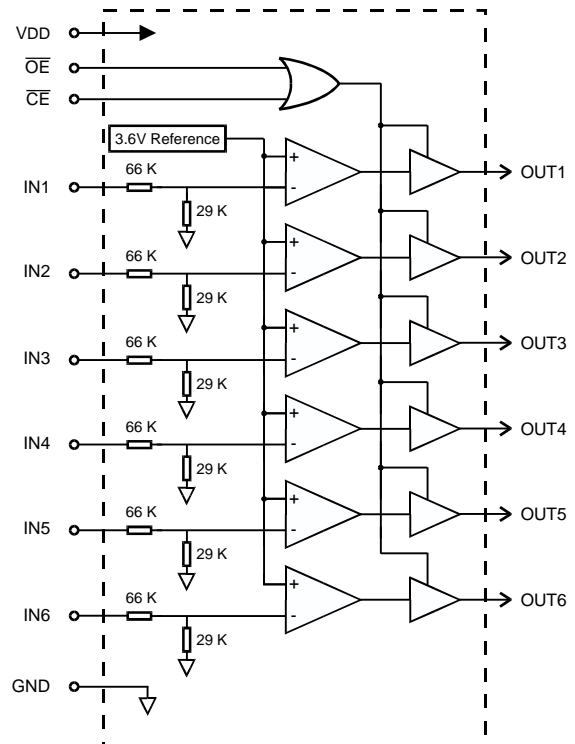 VDD
OE
CE
3.6V Reference
66 K
+
IN1
-
OUT1
29 K
66 K
+
IN2
-
OUT2
29 K
66 K
+
IN3
-
OUT3
29 K
66 K
+
IN4
-
OUT4
29 K
66 K
+
IN5
-
OUT5
29 K
66 K
+
IN6
-
OUT6
29 K
GND